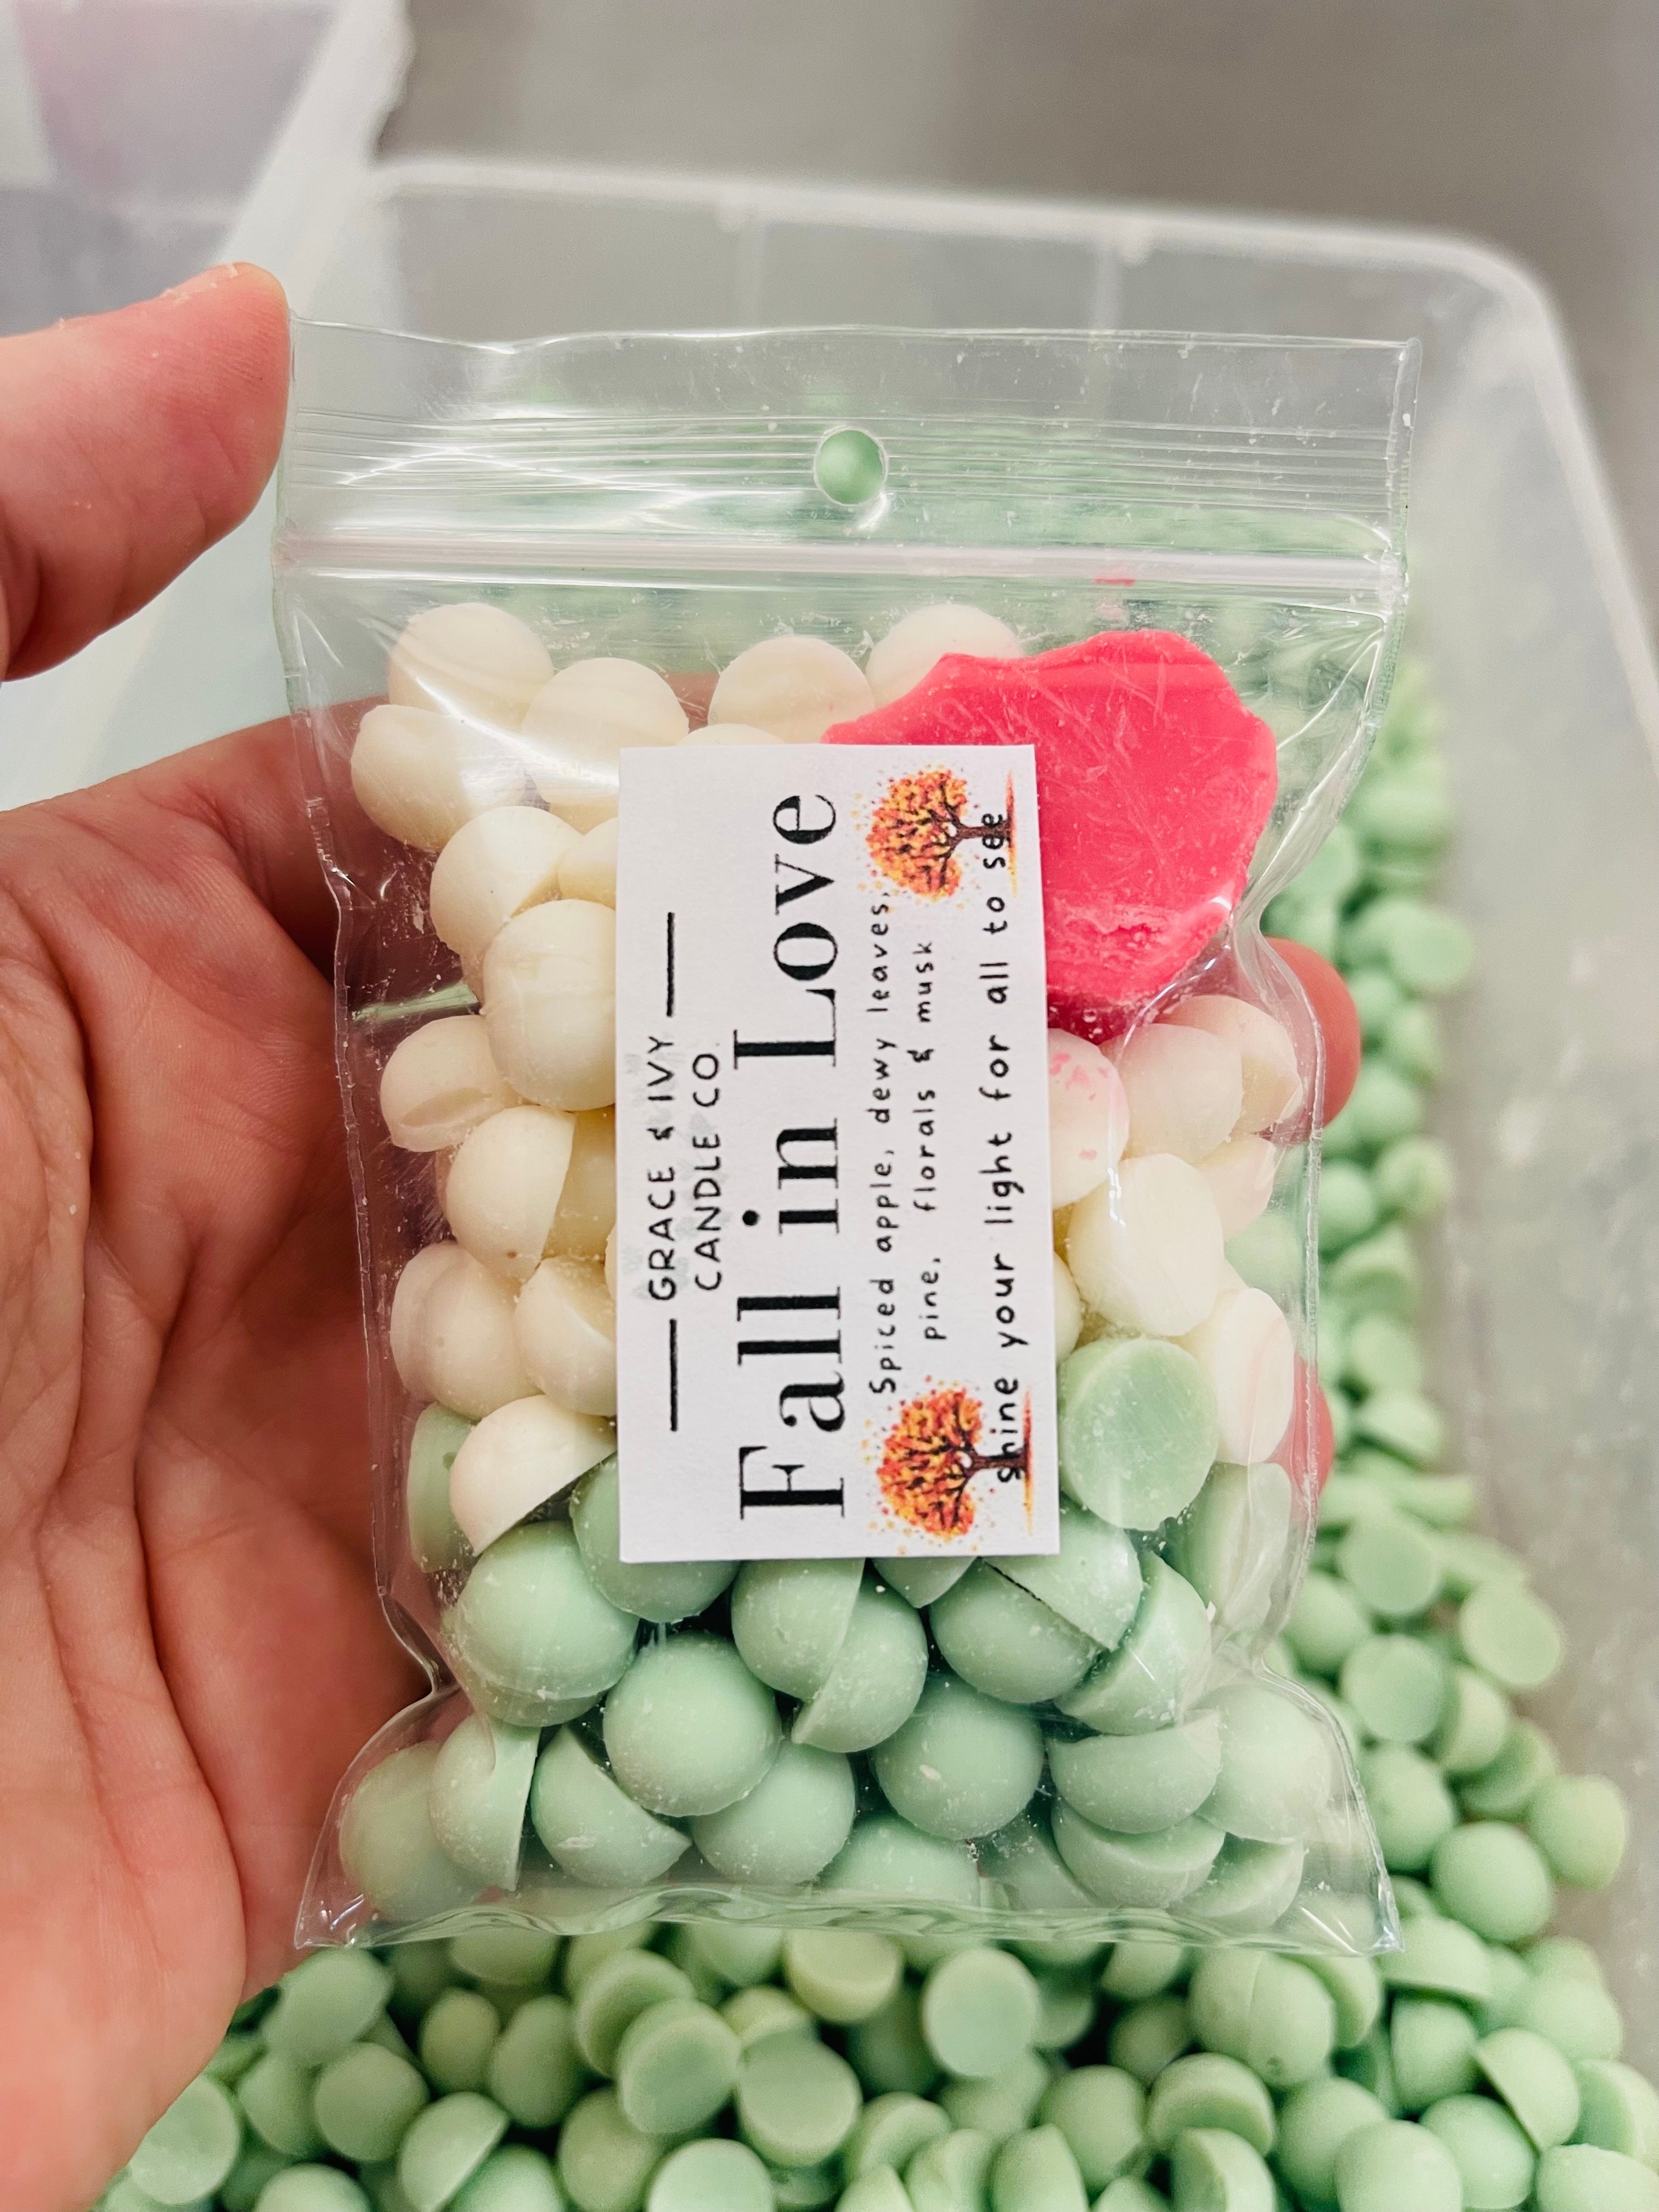 GRACE & IVY
CANDLE CO.
Fall in Love
Spiced apple, dewy leaves,
pine, florals & musk
shine your light for all to see